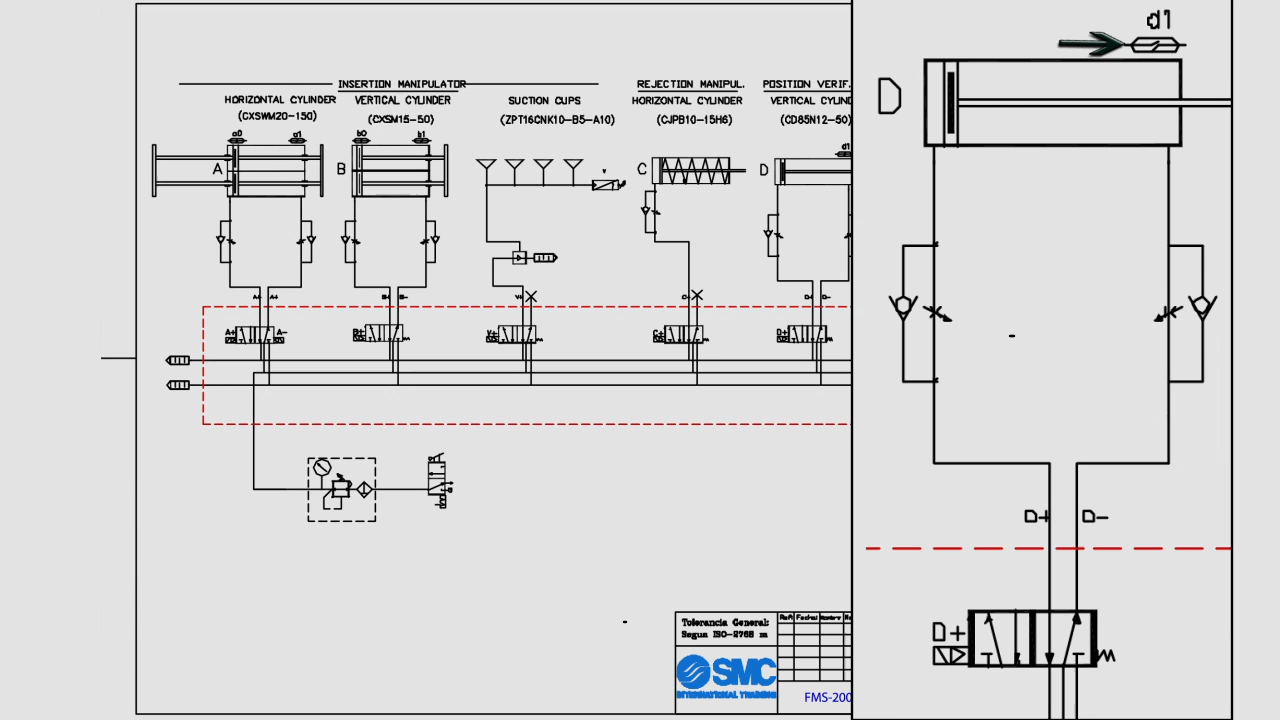 INSERTION MANIPULATOR
HORIZONTAL CYLINDER
(CXSWM20-150)
VERTICAL CYLINDER
(CXSM15-50)
SUCTION CUPS
(ZPT16CNK10-B5-A10)
REJECTION MANIPUL.
HORIZONTAL CYLINDER
(CJPB10-15H6)
POSITION VERIF.
VERTICAL CYLIND
(CD85N12-50)
a0 a1 b0 b1 v d1
A B C D
A+ A+ B+ B- V+ C+ D+ D-
A+ A- B+ V+ C+ D+
Tolerancia General:
Segun ISO-2768 m
SMC
INTERNATIONAL TRAINING
FMS-200
d1
D
D+ D-
D+